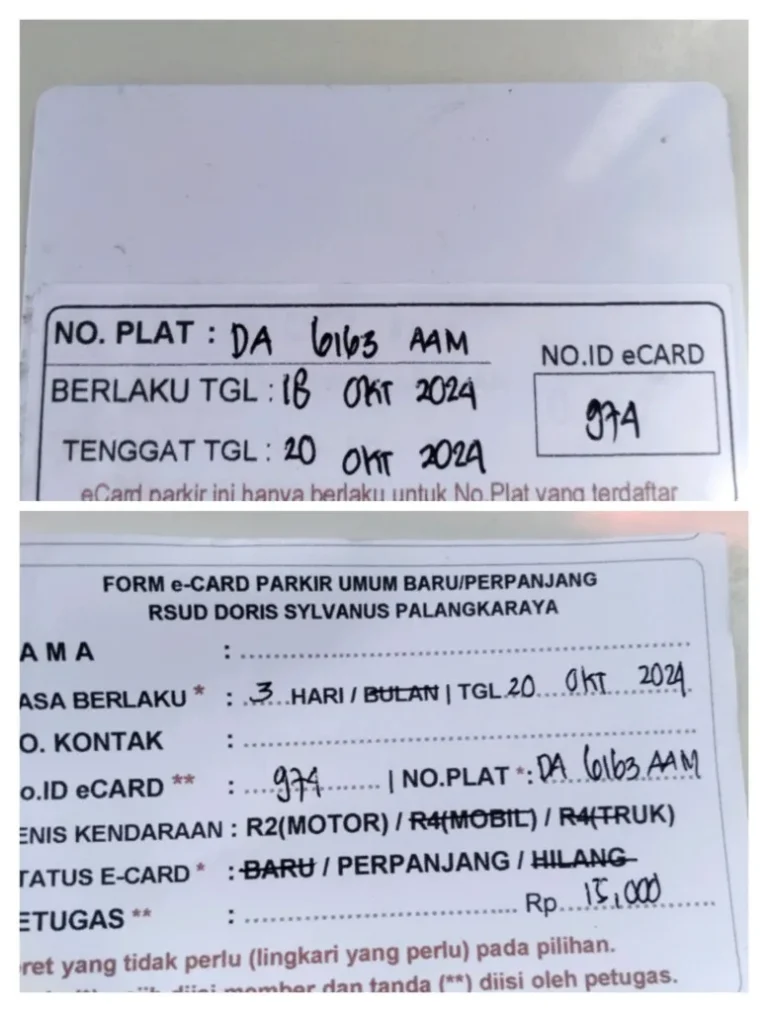 NO. PLAT : DA 6163 AAM
BERLAKU TGL : 18 OKT 2024
NO.ID eCARD
974
TENGGAT TGL : 20 OKT 2024
eCard parkir ini hanya berlaku untuk No.Plat yang terdaftar
FORM e-CARD PARKIR UMUM BARU/PERPANJANG
RSUD DORIS SYLVANUS PALANGKARAYA
AMA :
ASA BERLAKU * : 3 HARI / BULAN | TGL 20 OKT 2024
O. KONTAK :
o.ID eCARD ** : 974 | NO.PLAT *: DA 6163 AAM
ENIS KENDARAAN : R2(MOTOR) / R4(MOBIL) / R4(TRUK)
TATUS E-CARD * : BARU / PERPANJANG / HILANG
ETUGAS ** : Rp. 15,000
ret yang tidak perlu (lingkari yang perlu) pada pilihan.
diisi member dan tanda (**) diisi oleh petugas.